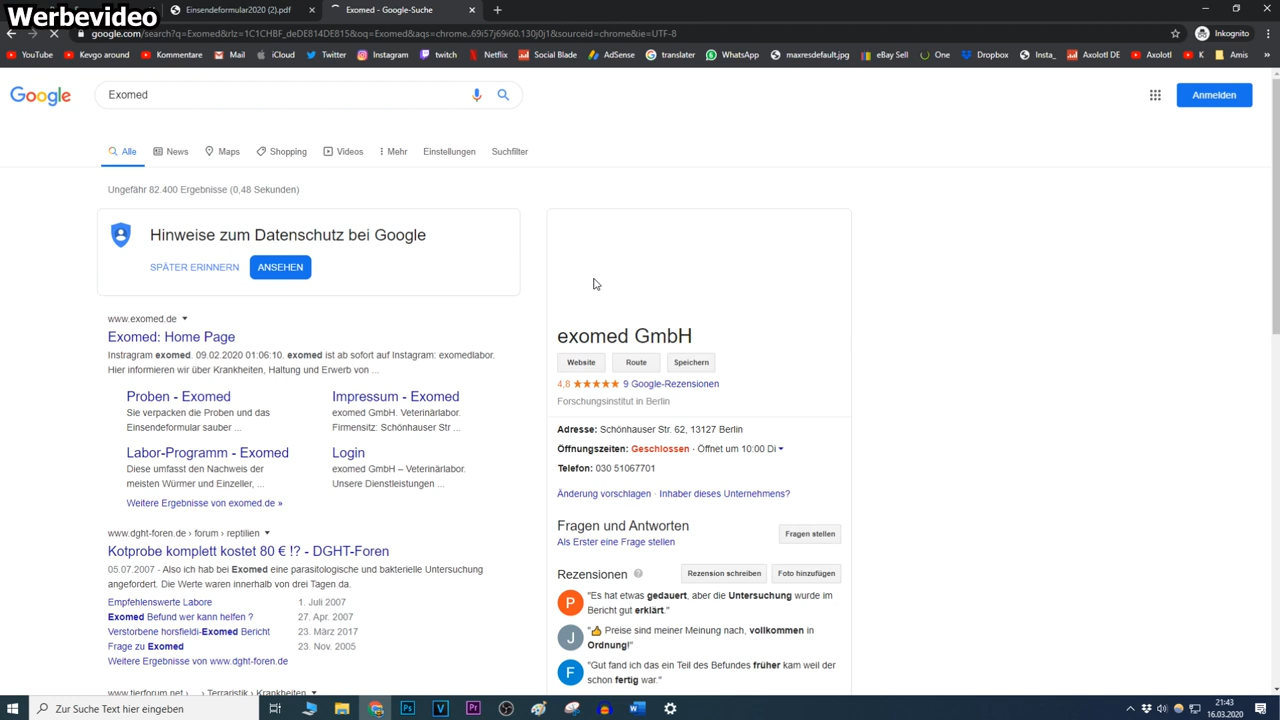 Werbevideo
Einsendeformular2020 (2).pdf
Exomed - Google-Suche
google.com/search?q=Exomed&rlz=1C1CHBF_deDE814DE815&oq=Exomed&aqs=chrome..69i57j69i60.130j0j1&sourceid=chrome&ie=UTF-8
Inkognito
YouTube
Kevgo around
Kommentare
Mail
iCloud
Twitter
Instagram
twitch
Social Blade
AdSense
translater
WhatsApp
maxresdefault.jpg
eBay Sell
One
Dropbox
Insta_
Axolotl DE
Axolotl
K
Amis
Google
Exomed
Anmelden
Alle
News
Maps
Shopping
Videos
Mehr
Einstellungen
Suchfilter
Ungefähr 82.400 Ergebnisse (0,48 Sekunden)
Hinweise zum Datenschutz bei Google
SPÄTER ERINNERN
ANSEHEN
www.exomed.de
Exomed: Home Page
Instragram exomed. 09.02.2020 01:06:10. exomed ist ab sofort auf Instagram: exomedlabor.
Hier informieren wir über Krankheiten, Haltung und Erwerb von ...
Proben - Exomed
Sie verpacken die Proben und das
Einsendeformular sauber ...
Impressum - Exomed
exomed GmbH. Veterinärlabor.
Firmensitz: Schönhauser Str ...
Labor-Programm - Exomed
Diese umfasst den Nachweis der
meisten Würmer und Einzeller, ...
Login
exomed GmbH – Veterinärlabor.
Unsere Dienstleistungen ...
Weitere Ergebnisse von exomed.de »
www.dght-foren.de › forum › reptilien
Kotprobe komplett kostet 80 € !? - DGHT-Foren
05.07.2007 - Also ich hab bei Exomed eine parasitologische und bakterielle Untersuchung
angefordert. Die Werte waren innerhalb von drei Tagen da.
Empfehlenswerte Labore 1. Juli 2007
Exomed Befund wer kann helfen ? 27. Apr. 2007
Verstorbene horsfieldi-Exomed Bericht 23. März 2017
Frage zu Exomed 23. Nov. 2005
Weitere Ergebnisse von www.dght-foren.de
www.tierforum.net › ... › Terraristik › Krankheiten
exomed GmbH
Website
Route
Speichern
4,8
9 Google-Rezensionen
Forschungsinstitut in Berlin
Adresse: Schönhauser Str. 62, 13127 Berlin
Öffnungszeiten: Geschlossen · Öffnet um 10:00 Di
Telefon: 030 51067701
Änderung vorschlagen · Inhaber dieses Unternehmens?
Fragen und Antworten
Als Erster eine Frage stellen
Fragen stellen
Rezensionen
Rezension schreiben
Foto hinzufügen
P
"Es hat etwas gedauert, aber die Untersuchung wurde im
Bericht gut erklärt."
J
"👍 Preise sind meiner Meinung nach, vollkommen in
Ordnung!"
F
"Gut fand ich das ein Teil des Befundes früher kam weil der
schon fertig war."
Zur Suche Text hier eingeben
21:43
16.03.2020